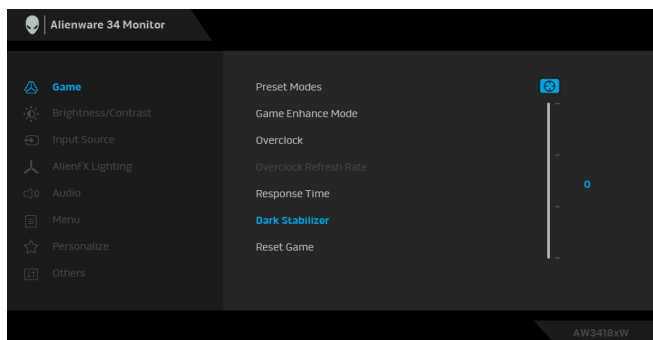 Alienware 34 Monitor
Game
Brightness/Contrast
Input Source
AlienFX Lighting
Audio
Menu
Personalize
Others
Preset Modes
Game Enhance Mode
Overclock
Overclock Refresh Rate
Response Time
Dark Stabilizer
Reset Game
0
AW3418xW